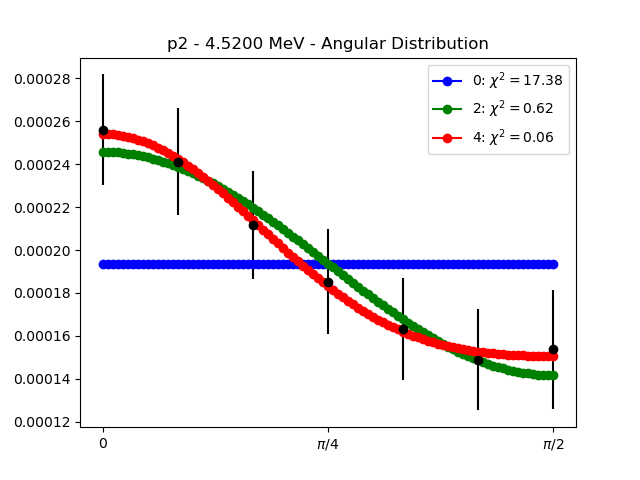 p2 - 4.5200 MeV - Angular Distribution
0.00028
0.00026
0.00024
0.00022
0.00020
0.00018
0.00016
0.00014
0.00012
0: χ² = 17.38
2: χ² = 0.62
4: χ² = 0.06
0
π/4
π/2